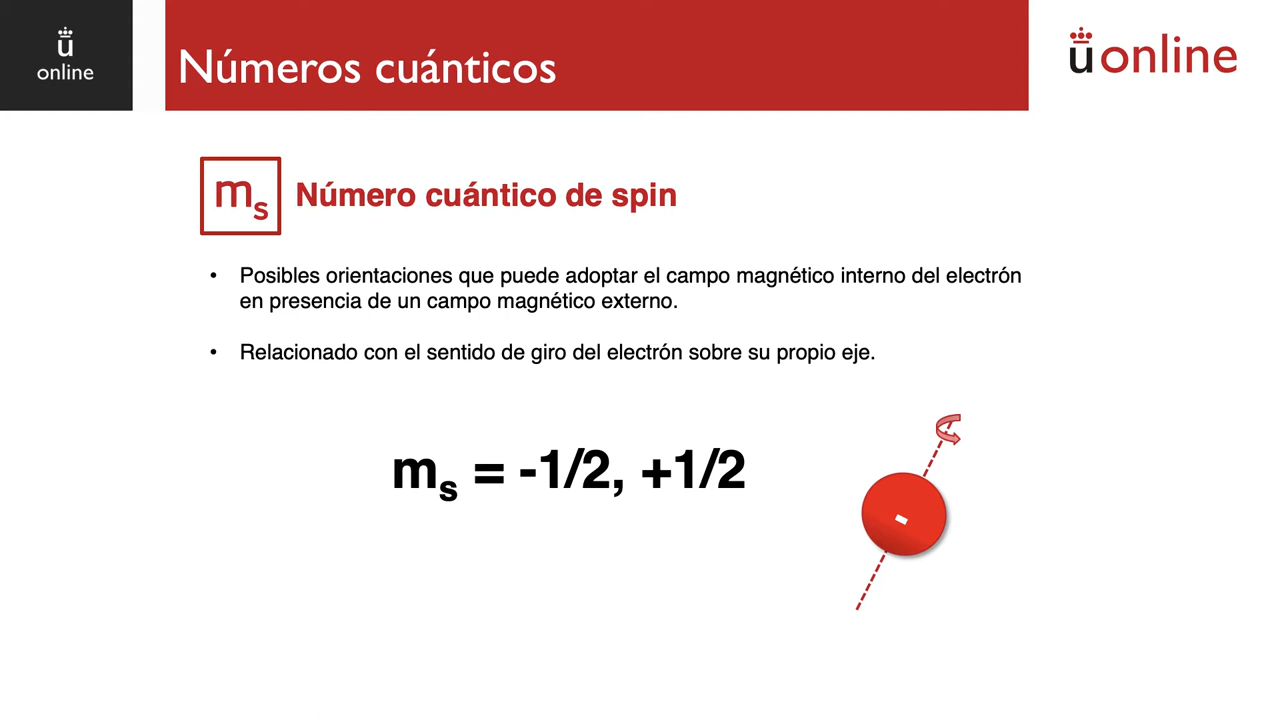 ü
online
Números cuánticos
üonline
ms
Número cuántico de spin
• Posibles orientaciones que puede adoptar el campo magnético interno del electrón
en presencia de un campo magnético externo.
• Relacionado con el sentido de giro del electrón sobre su propio eje.
ms = -1/2, +1/2
-